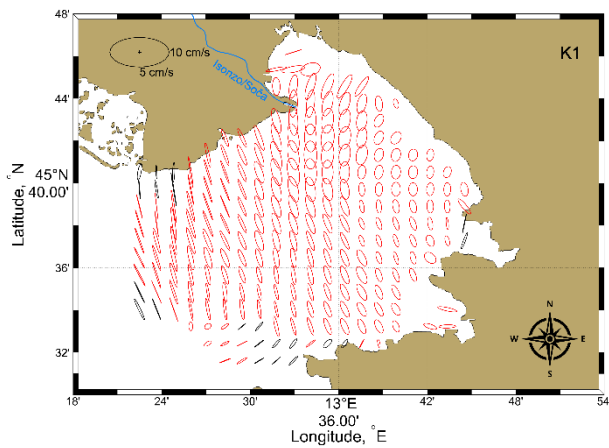 48'
10 cm/s
5 cm/s
Isonzo/Soča
K1
44'
45°N
40.00'
Latitude, °N
36'
32'
N
W E
S
18' 24' 30' 13°E 42' 48' 54
36.00'
Longitude, °E